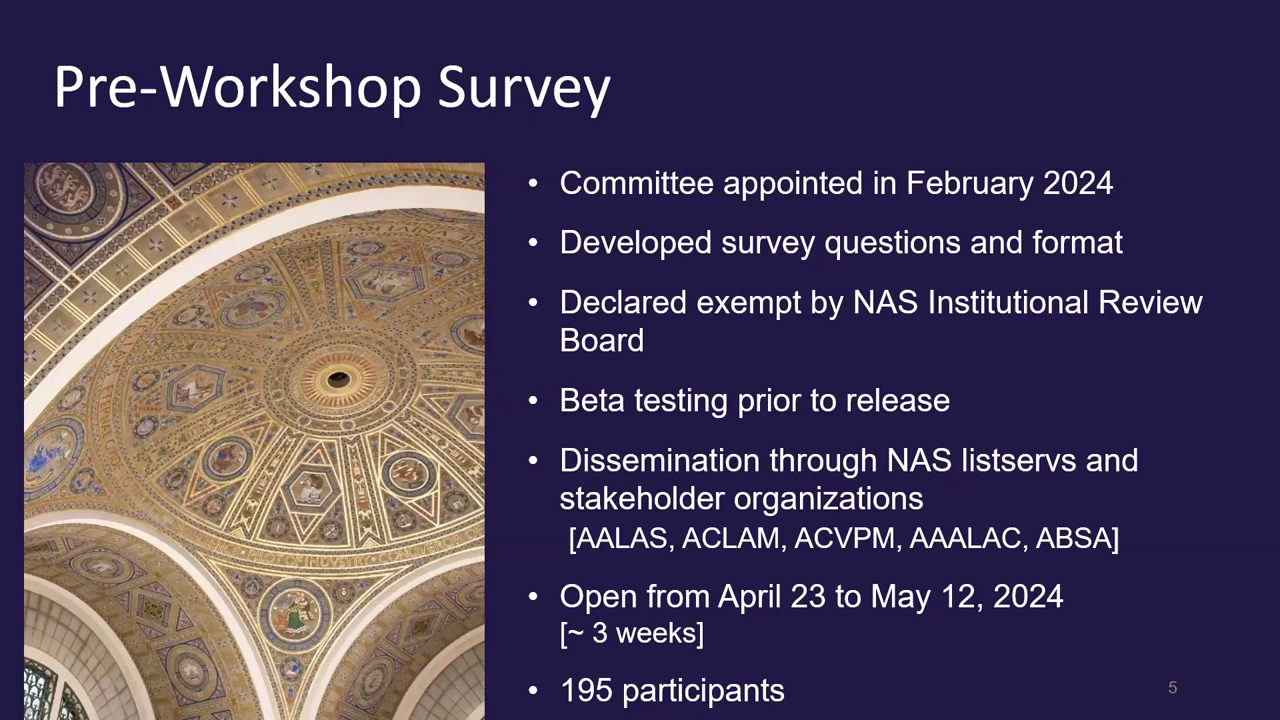 Pre-Workshop Survey
• Committee appointed in February 2024
• Developed survey questions and format
• Declared exempt by NAS Institutional Review
Board
• Beta testing prior to release
• Dissemination through NAS listservs and
stakeholder organizations
[AALAS, ACLAM, ACVPM, AAALAC, ABSA]
• Open from April 23 to May 12, 2024
[~ 3 weeks]
• 195 participants
5